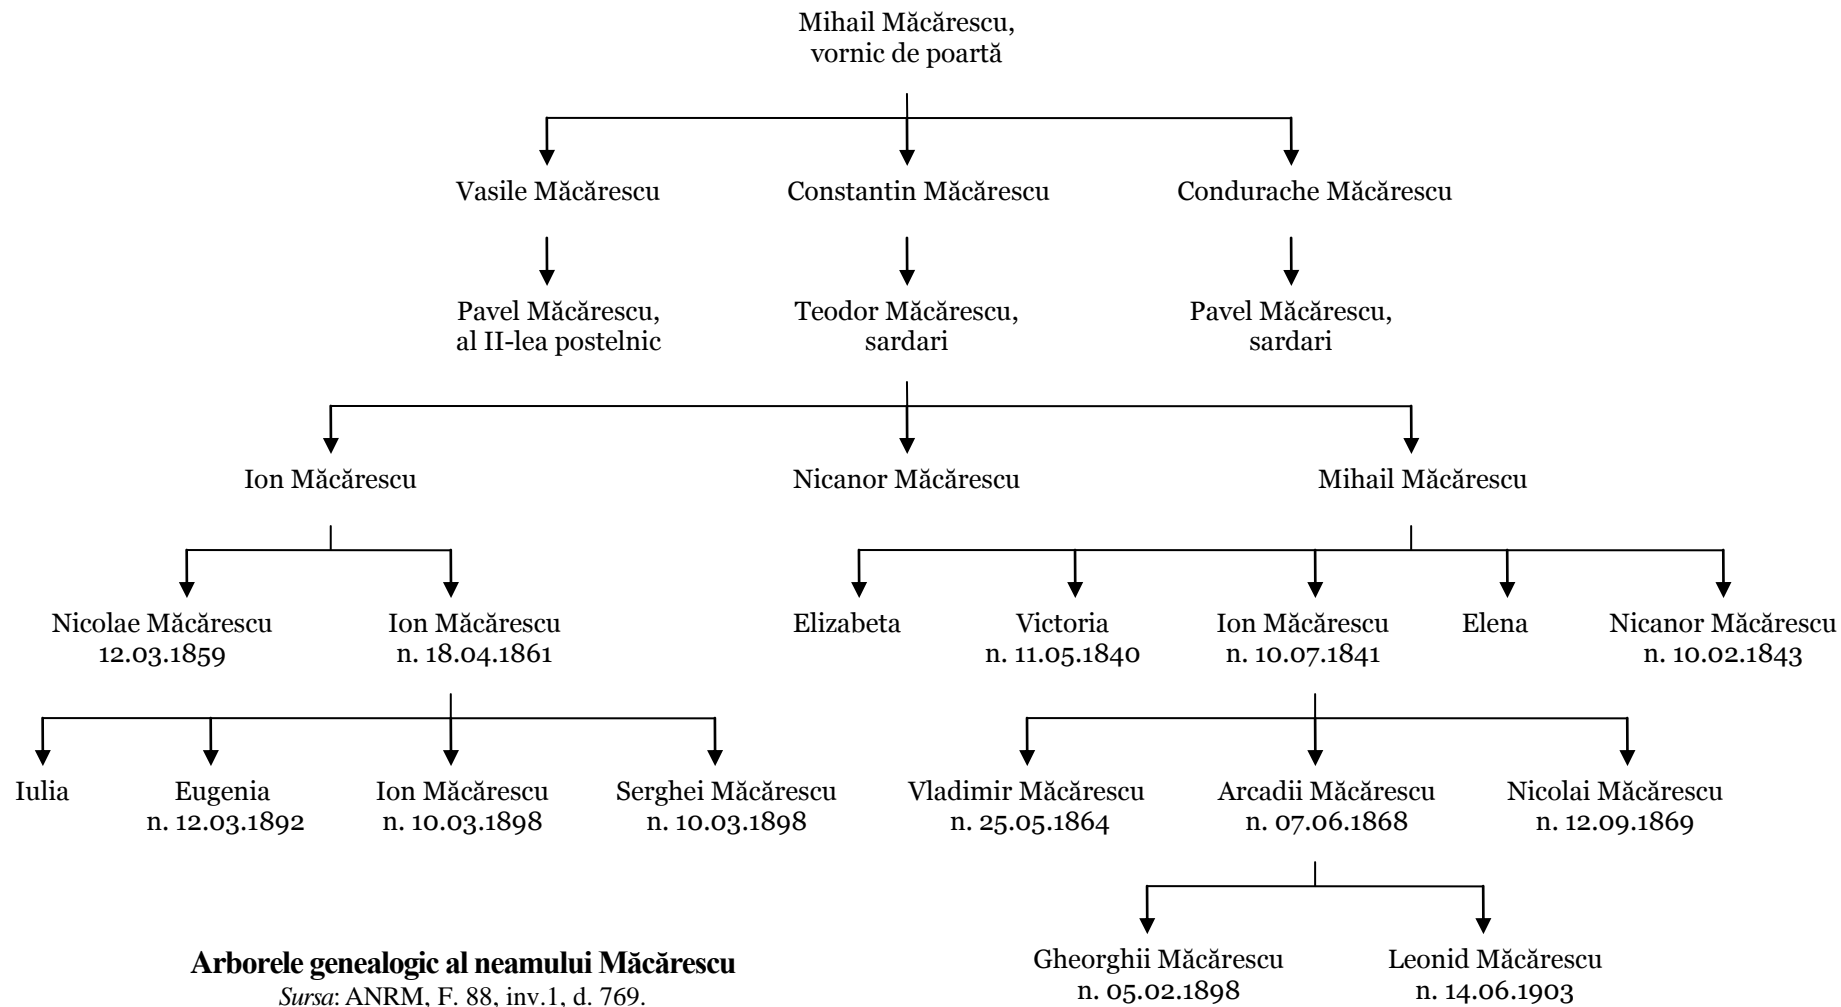 Mihail Măcărescu,
vornic de poartă
Vasile Măcărescu
Constantin Măcărescu
Condurache Măcărescu
Pavel Măcărescu,
al II-lea postelnic
Teodor Măcărescu,
sardari
Pavel Măcărescu,
sardari
Ion Măcărescu
Nicanor Măcărescu
Mihail Măcărescu
Nicolae Măcărescu
12.03.1859
Ion Măcărescu
n. 18.04.1861
Elizabeta
Victoria
n. 11.05.1840
Ion Măcărescu
n. 10.07.1841
Elena
Nicanor Măcărescu
n. 10.02.1843
Iulia
Eugenia
n. 12.03.1892
Ion Măcărescu
n. 10.03.1898
Serghei Măcărescu
n. 10.03.1898
Vladimir Măcărescu
n. 25.05.1864
Arcadii Măcărescu
n. 07.06.1868
Nicolai Măcărescu
n. 12.09.1869
Gheorghii Măcărescu
n. 05.02.1898
Leonid Măcărescu
n. 14.06.1903
Arborele genealogic al neamului Măcărescu
Sursa: ANRM, F. 88, inv.1, d. 769.